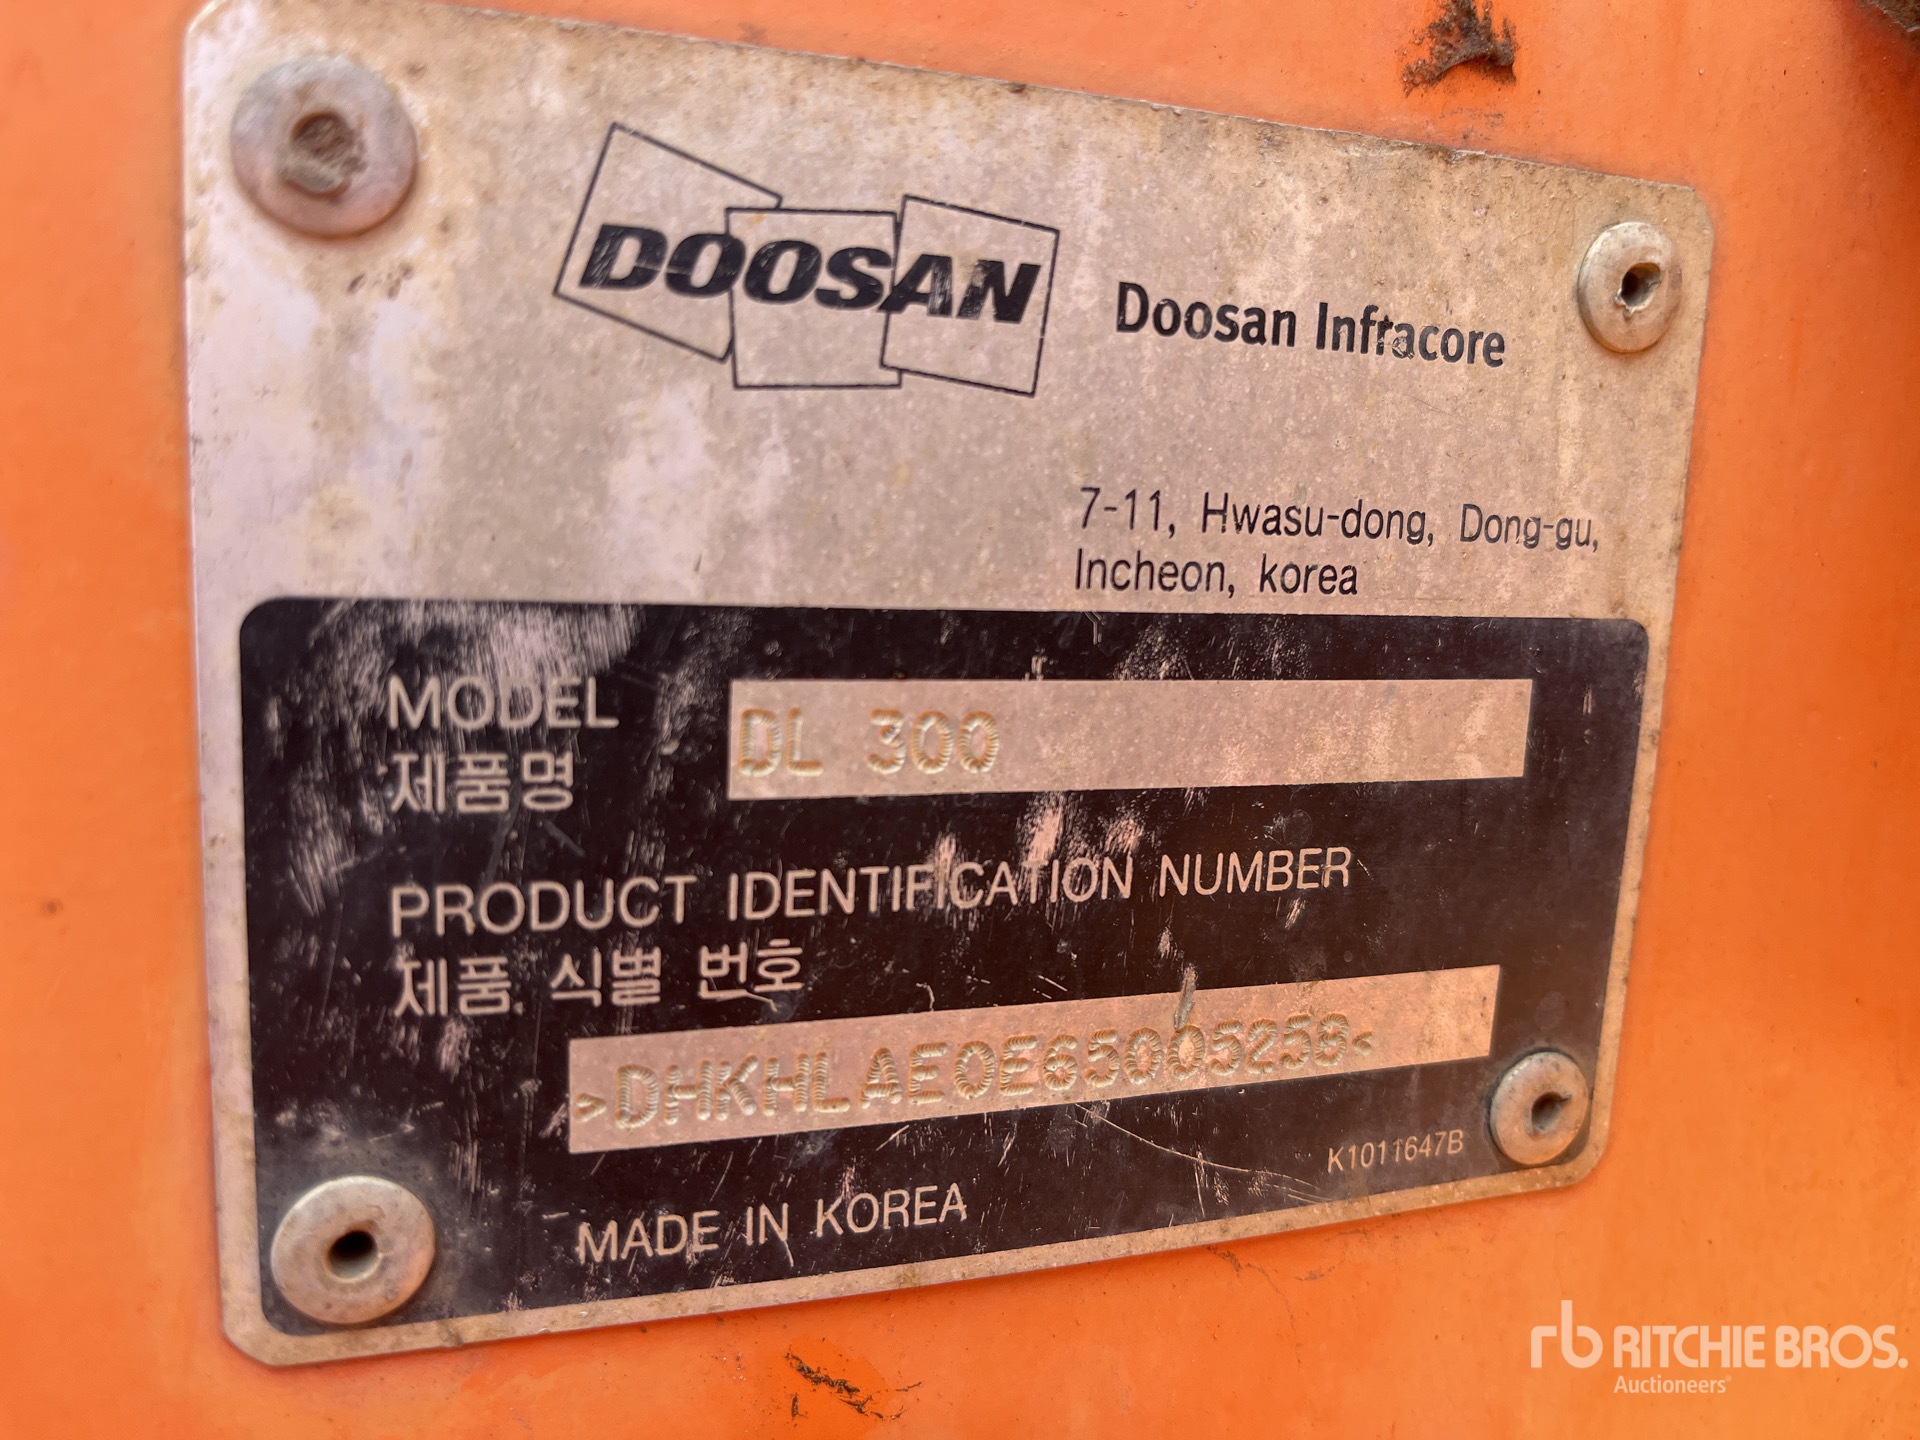 DOOSAN
Doosan Infracore
7-11, Hwasu-dong, Dong-gu,
Incheon, korea
MODEL
제품명
DL 300
PRODUCT IDENTIFICATION NUMBER
제품 식별 번호
>DHKHLAE0E65005258<
K1011647B
MADE IN KOREA
rb RITCHIE BROS.
Auctioneers